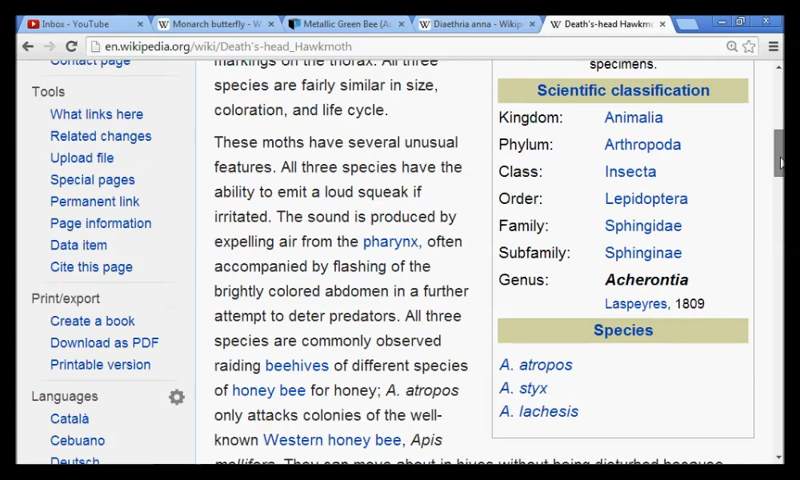 Inbox - YouTube
Monarch butterfly - W
Metallic Green Bee (A
Diaethria anna - Wikip
Death's-head Hawkm
en.wikipedia.org/wiki/Death's-head_Hawkmoth
Contact page
Tools
What links here
Related changes
Upload file
Special pages
Permanent link
Page information
Data item
Cite this page
Print/export
Create a book
Download as PDF
Printable version
Languages
Català
Cebuano
Deutsch
markings on the thorax. All three
species are fairly similar in size,
coloration, and life cycle.
These moths have several unusual
features. All three species have the
ability to emit a loud squeak if
irritated. The sound is produced by
expelling air from the pharynx, often
accompanied by flashing of the
brightly colored abdomen in a further
attempt to deter predators. All three
species are commonly observed
raiding beehives of different species
of honey bee for honey; A. atropos
only attacks colonies of the well-
known Western honey bee, Apis
mellifera. They can move about in hives without being disturbed because
specimens.
Scientific classification
Kingdom: Animalia
Phylum: Arthropoda
Class: Insecta
Order: Lepidoptera
Family: Sphingidae
Subfamily: Sphinginae
Genus: Acherontia
Laspeyres, 1809
Species
A. atropos
A. styx
A. lachesis